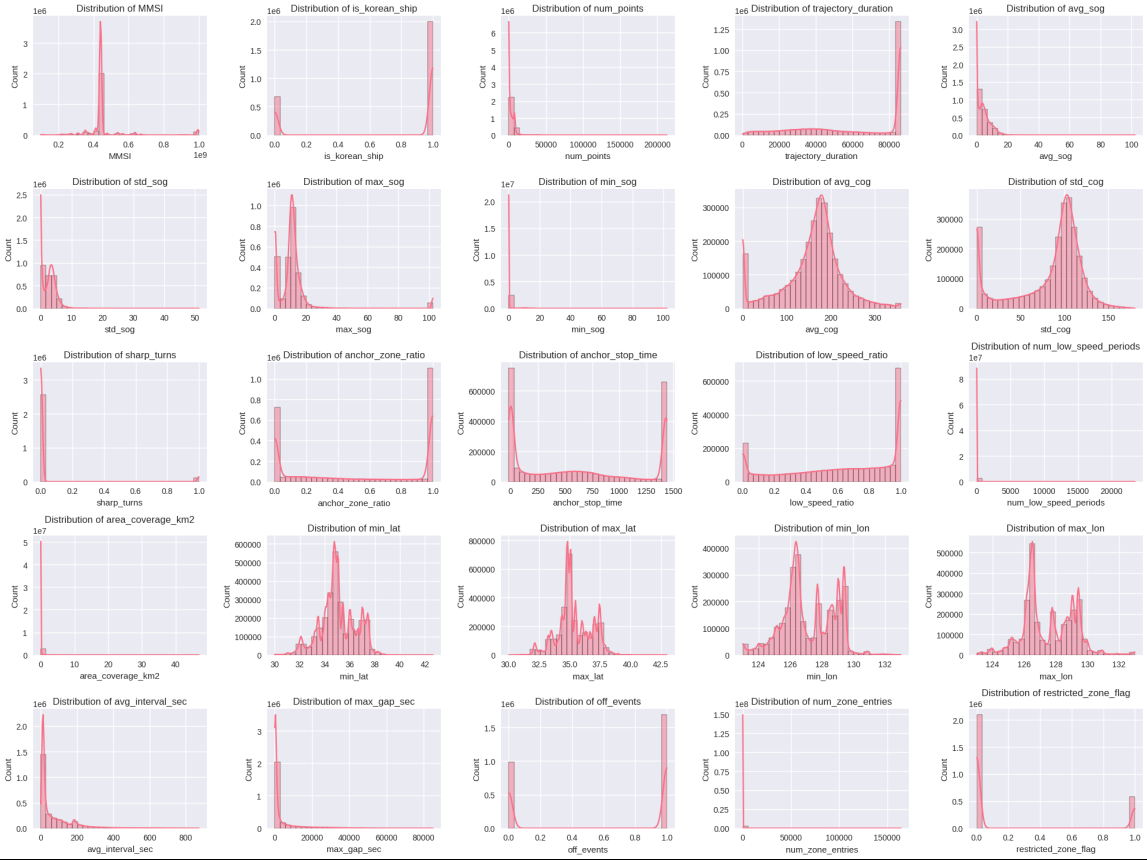 Distribution of MMSI
1e6
Count
3
2
1
0
0.2 0.4 0.6 0.8 1.0
1e9
MMSI
Distribution of is_korean_ship
1e6
Count
2.0
1.5
1.0
0.5
0.0
0.0 0.2 0.4 0.6 0.8 1.0
is_korean_ship
Distribution of num_points
1e6
Count
6
5
4
3
2
1
0
0 50000 100000 150000 200000
num_points
Distribution of trajectory_duration
1e6
Count
1.25
1.00
0.75
0.50
0.25
0.00
0 20000 40000 60000 80000
trajectory_duration
Distribution of avg_sog
1e6
Count
3
2
1
0
0 20 40 60 80 100
avg_sog
Distribution of std_sog
1e6
Count
2.5
2.0
1.5
1.0
0.5
0.0
0 10 20 30 40 50
std_sog
Distribution of max_sog
1e6
Count
1.0
0.8
0.6
0.4
0.2
0.0
0 20 40 60 80 100
max_sog
Distribution of min_sog
1e7
Count
2.0
1.5
1.0
0.5
0.0
0 20 40 60 80 100
min_sog
Distribution of avg_cog
Count
300000
200000
100000
0
0 100 200 300
avg_cog
Distribution of std_cog
Count
300000
200000
100000
0
0 50 100 150
std_cog
Distribution of sharp_turns
1e6
Count
3
2
1
0
0.0 0.2 0.4 0.6 0.8 1.0
sharp_turns
Distribution of anchor_zone_ratio
1e6
Count
1.0
0.8
0.6
0.4
0.2
0.0
0.0 0.2 0.4 0.6 0.8 1.0
anchor_zone_ratio
Distribution of anchor_stop_time
Count
600000
400000
200000
0
0 250 500 750 1000 1250 1500
anchor_stop_time
Distribution of low_speed_ratio
Count
600000
400000
200000
0
0.0 0.2 0.4 0.6 0.8 1.0
low_speed_ratio
Distribution of num_low_speed_periods
1e7
Count
8
6
4
2
0
0 5000 10000 15000 20000
num_low_speed_periods
Distribution of area_coverage_km2
1e7
Count
5
4
3
2
1
0
0 10 20 30 40
area_coverage_km2
Distribution of min_lat
Count
600000
500000
400000
300000
200000
100000
0
30 32 34 36 38 40 42
min_lat
Distribution of max_lat
Count
800000
600000
400000
200000
0
30.0 32.5 35.0 37.5 40.0 42.5
max_lat
Distribution of min_lon
Count
400000
300000
200000
100000
0
124 126 128 130 132
min_lon
Distribution of max_lon
Count
500000
400000
300000
200000
100000
0
124 126 128 130 132
max_lon
Distribution of avg_interval_sec
1e6
Count
2.0
1.5
1.0
0.5
0.0
0 200 400 600 800
avg_interval_sec
Distribution of max_gap_sec
1e6
Count
3
2
1
0
0 20000 40000 60000 80000
max_gap_sec
Distribution of off_events
1e6
Count
1.5
1.0
0.5
0.0
0.0 0.2 0.4 0.6 0.8 1.0
off_events
Distribution of num_zone_entries
1e8
Count
1.50
1.25
1.00
0.75
0.50
0.25
0.00
0 50000 100000 150000
num_zone_entries
Distribution of restricted_zone_flag
1e6
Count
2.0
1.5
1.0
0.5
0.0
0.0 0.2 0.4 0.6 0.8 1.0
restricted_zone_flag